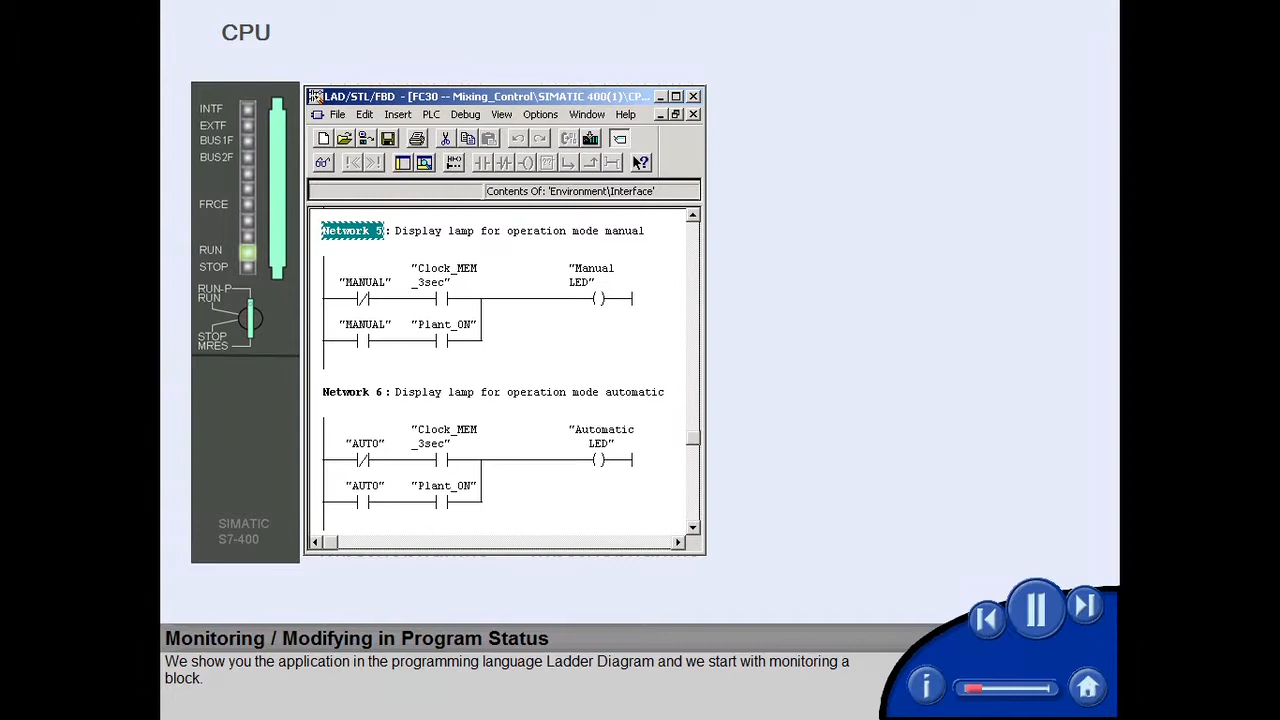 CPU
INTF
EXTF
BUS1F
BUS2F
FRCE
RUN
STOP
RUN-P
RUN
STOP
MRES
SIMATIC
S7-400
LAD/STL/FBD - [FC30 -- Mixing_Control\SIMATIC 400(1)\CP...
File Edit Insert PLC Debug View Options Window Help
Contents Of: 'Environment\Interface'
Network 5 : Display lamp for operation mode manual
"Clock_MEM "Manual
"MANUAL" _3sec" LED"
"MANUAL" "Plant_ON"
Network 6 : Display lamp for operation mode automatic
"Clock_MEM "Automatic
"AUTO" _3sec" LED"
"AUTO" "Plant_ON"
Monitoring / Modifying in Program Status
We show you the application in the programming language Ladder Diagram and we start with monitoring a
block.